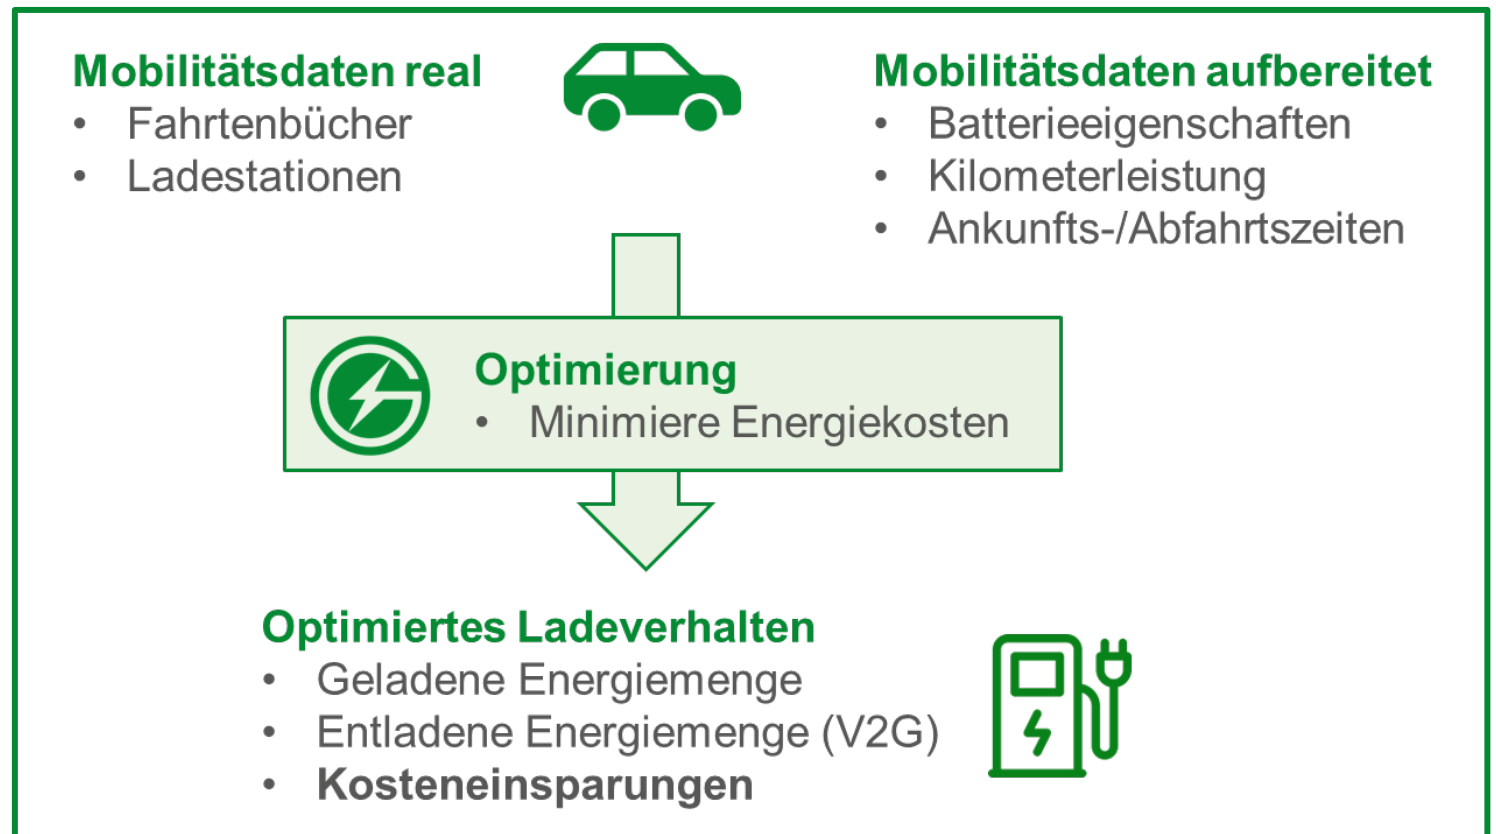 Mobilitätsdaten real
• Fahrtenbücher
• Ladestationen
Mobilitätsdaten aufbereitet
• Batterieeigenschaften
• Kilometerleistung
• Ankunfts-/Abfahrtszeiten
Optimierung
• Minimiere Energiekosten
Optimiertes Ladeverhalten
• Geladene Energiemenge
• Entladene Energiemenge (V2G)
• Kosteneinsparungen